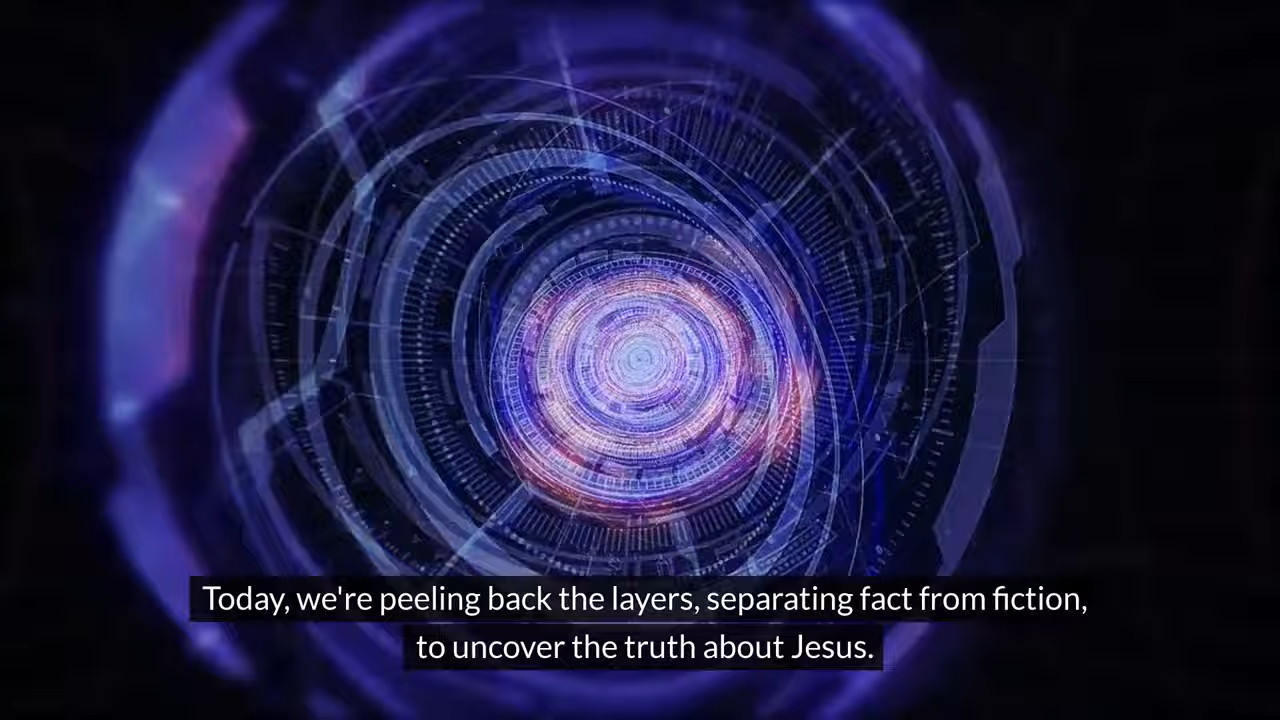 Today, we're peeling back the layers, separating fact from fiction,
to uncover the truth about Jesus.